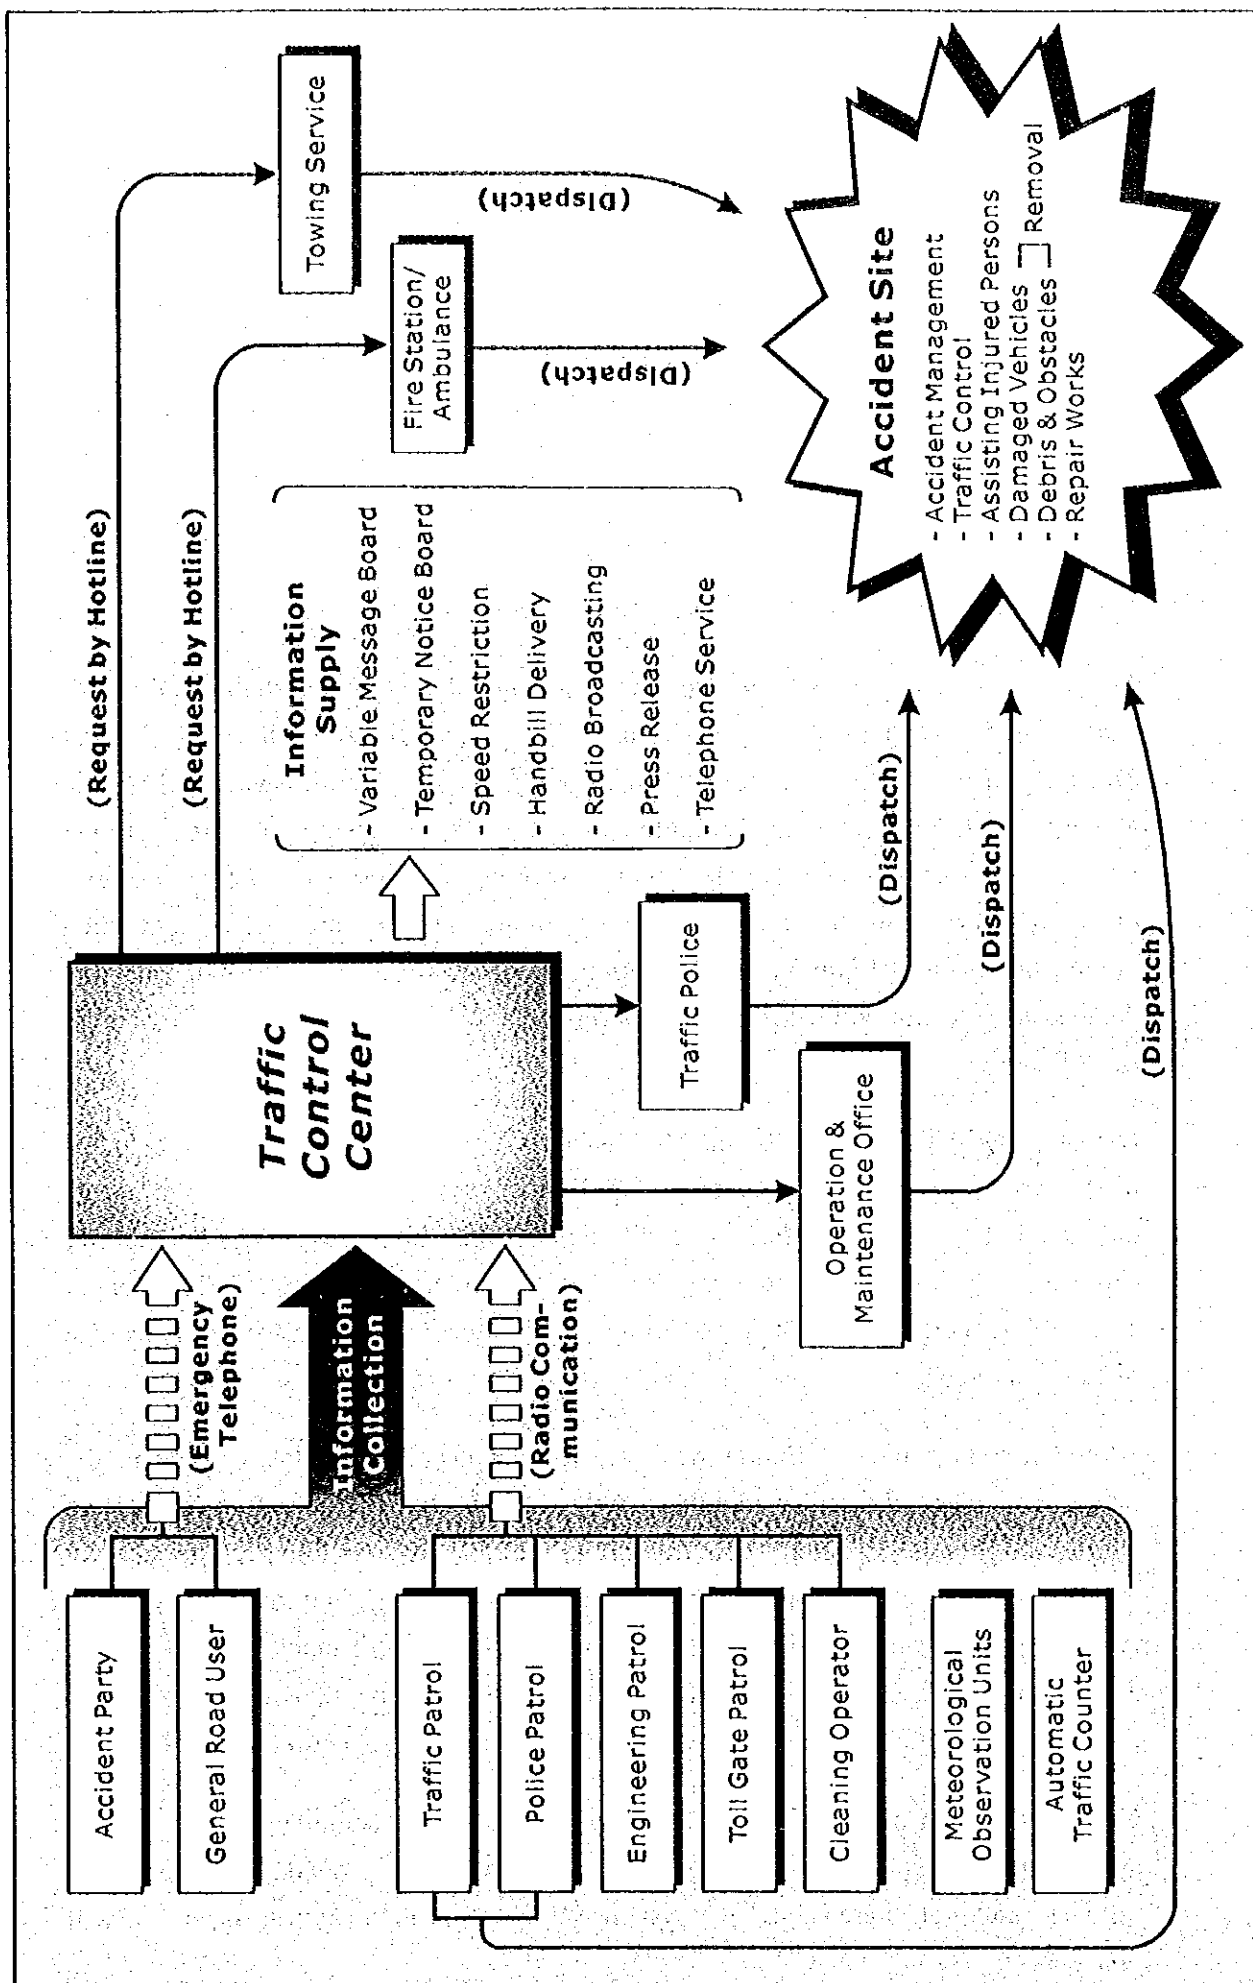 Accident Party
General Road User
Traffic Patrol
Police Patrol
Engineering Patrol
Toll Gate Patrol
Cleaning Operator
Meteorological
Observation Units
Automatic
Traffic Counter
(Emergency
Telephone)
Information
Collection
(Radio Com-
munication)
Traffic
Control
Center
(Request by Hotline)
(Request by Hotline)
Towing Service
Fire Station/
Ambulance
(Dispatch)
(Dispatch)
Information
Supply
- Variable Message Board
- Temporary Notice Board
- Speed Restriction
- Handbill Delivery
- Radio Broadcasting
- Press Release
- Telephone Service
Traffic Police
Operation &
Maintenance Office
(Dispatch)
(Dispatch)
(Dispatch)
Accident Site
- Accident Management
- Traffic Control
- Assisting Injured Persons
- Damaged Vehicles
- Debris & Obstacles
Removal
- Repair Works